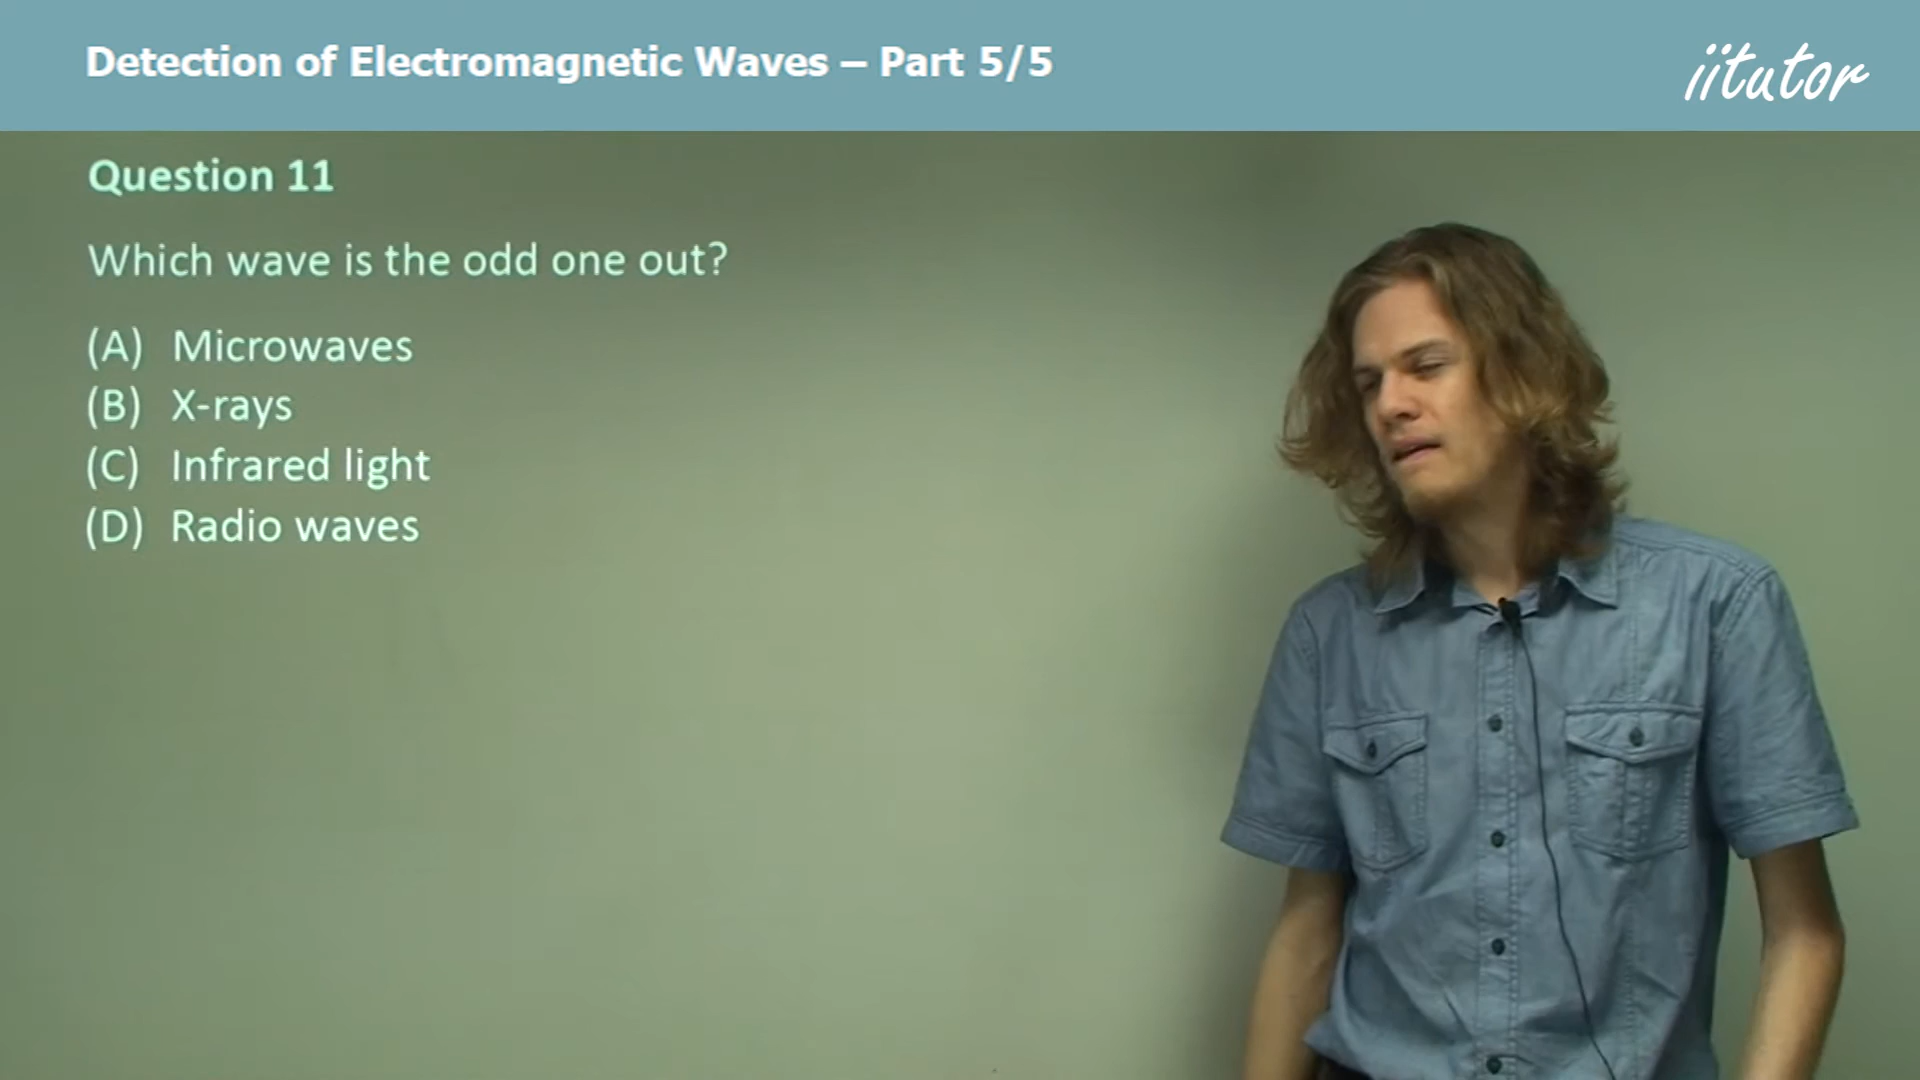 Detection of Electromagnetic Waves – Part 5/5
iitutor
Question 11
Which wave is the odd one out?
(A) Microwaves
(B) X-rays
(C) Infrared light
(D) Radio waves